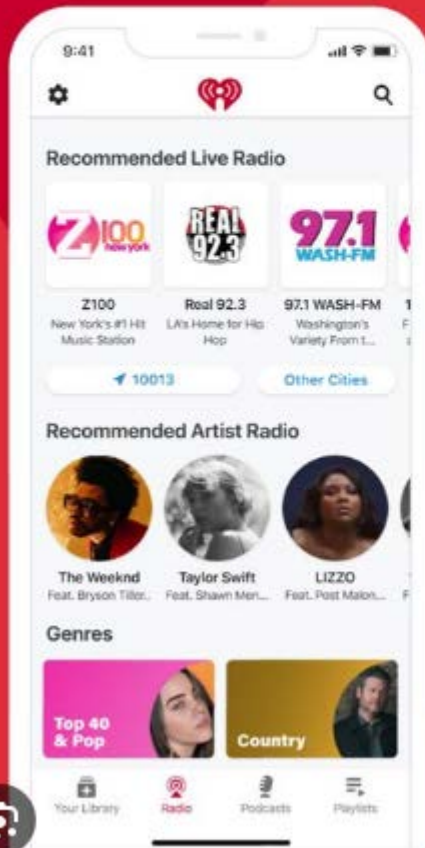 9:41
Recommended Live Radio
Z100
new york
REAL
92.3
97.1
WASH-FM
Z100
New York's #1 Hit
Music Station
Real 92.3
LA's Home for Hip
Hop
97.1 WASH-FM
Washington's
Variety From t...
1
F
10013
Other Cities
Recommended Artist Radio
The Weeknd
Feat. Bryson Tiller..
Taylor Swift
Feat. Shawn Men...
LIZZO
Feat. Post Malon...
F
Genres
Top 40
& Pop
Country
Your Library
Radio
Podcasts
Playlists